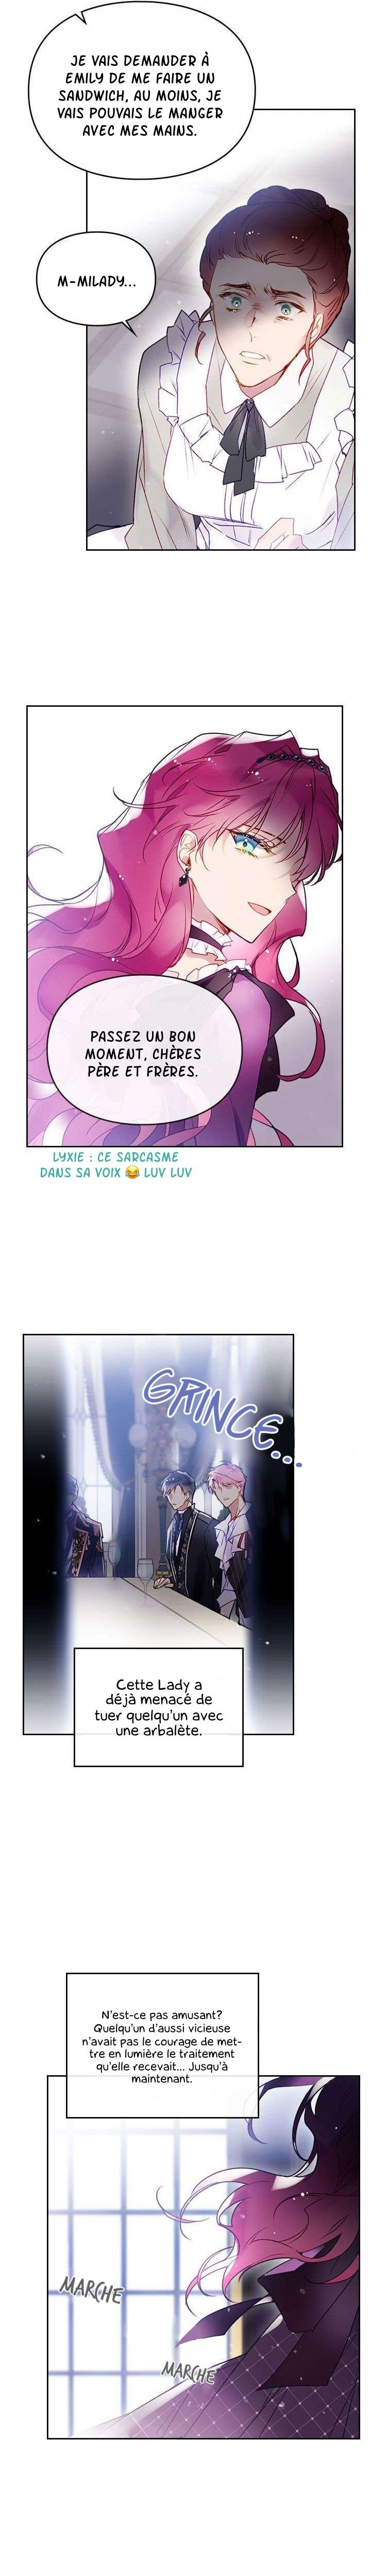 JE VAIS DEMANDER À
EMILY DE ME FAIRE UN
SANDWICH, AU MOINS, JE
VAIS POUVAIS LE MANGER
AVEC MES MAINS.
M-MILADY...
PASSEZ UN BON
MOMENT, CHÈRES
PÈRE ET FRÈRES.
LYXIE : CE SARCASME
DANS SA VOIX 😂 LUV LUV
GRINCE...
Cette Lady a
déjà menacé de
tuer quelqu'un avec
une arbalète.
N'est-ce pas amusant?
Quelqu'un d'aussi vicieuse
n'avait pas le courage de met-
tre en lumière le traitement
qu'elle recevait... Jusqu'à
maintenant.
MARCHE
MARCHE